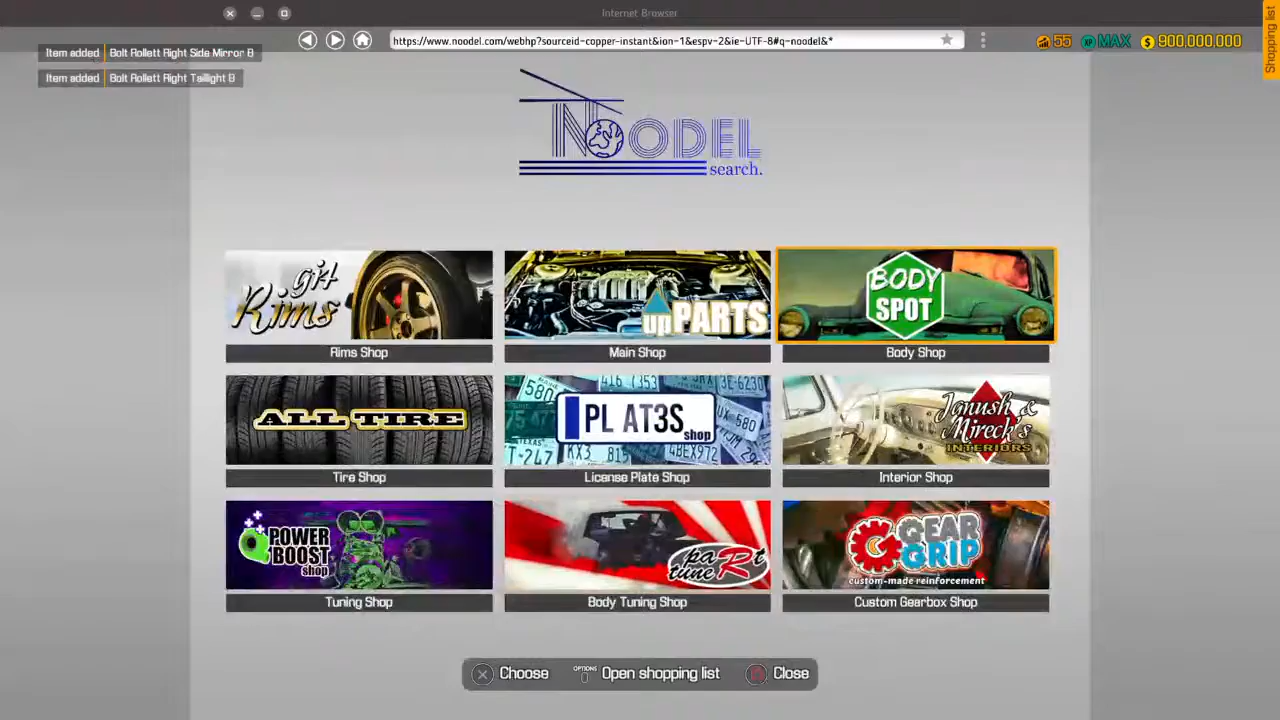 Internet Browser
https://www.noodel.com/webhp?sourceid-copper-instant&ion-1&espv-2&ie-UTF-8#q-noodel&*
55 XP MAX $ 900,000,000
Shopping list
Item added Bolt Rollett Right Side Mirror B
Item added Bolt Rollett Right Taillight B
NOODEL
search.
git Rims
upPARTS
BODY SPOT
Rims Shop
Main Shop
Body Shop
ALL TIRE
PL AT3S shop
Janush & Mireck's INTERIORS
Tire Shop
License Plate Shop
Interior Shop
POWER BOOST shop
paRt tuneR
GEAR GRIP
custom-made reinforcement
Tuning Shop
Body Tuning Shop
Custom Gearbox Shop
Choose
OPTIONS Open shopping list
Close